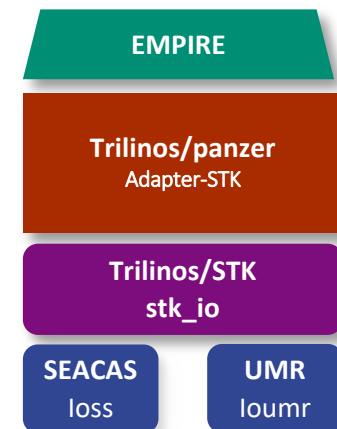 EMPIRE
Trilinos/panzer
Adapter-STK
Trilinos/STK
stk_io
SEACAS
Ioss
UMR
Ioumr